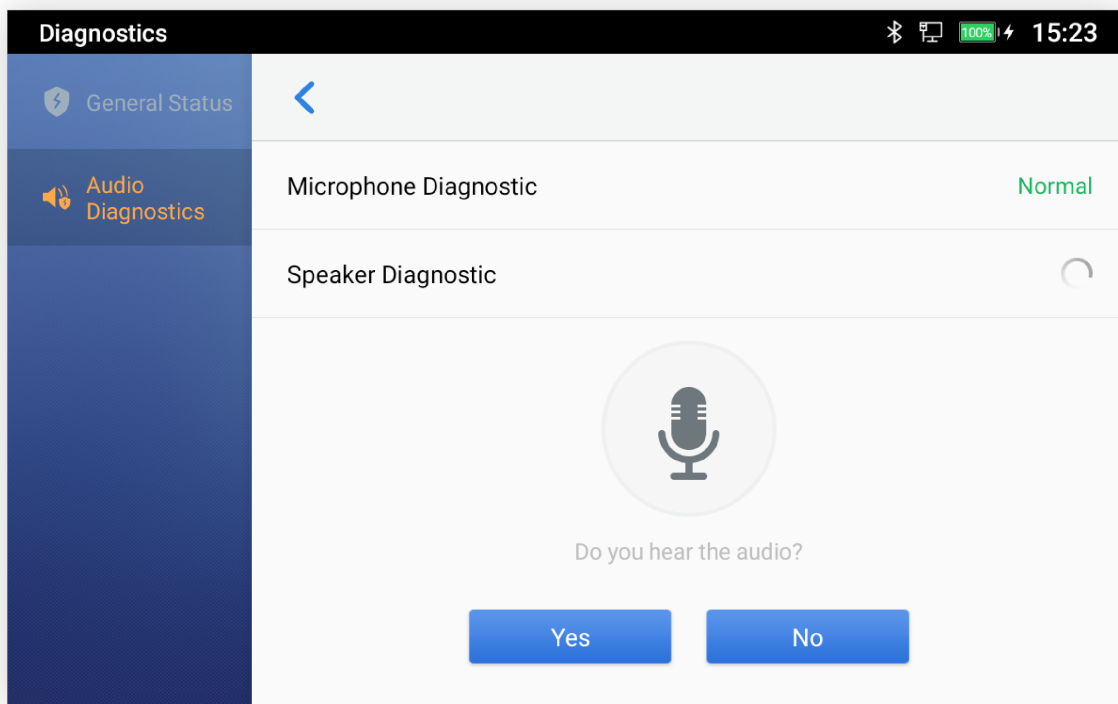 Diagnostics
100%
15:23
General Status
Audio
Diagnostics
Microphone Diagnostic
Normal
Speaker Diagnostic
Do you hear the audio?
Yes
No